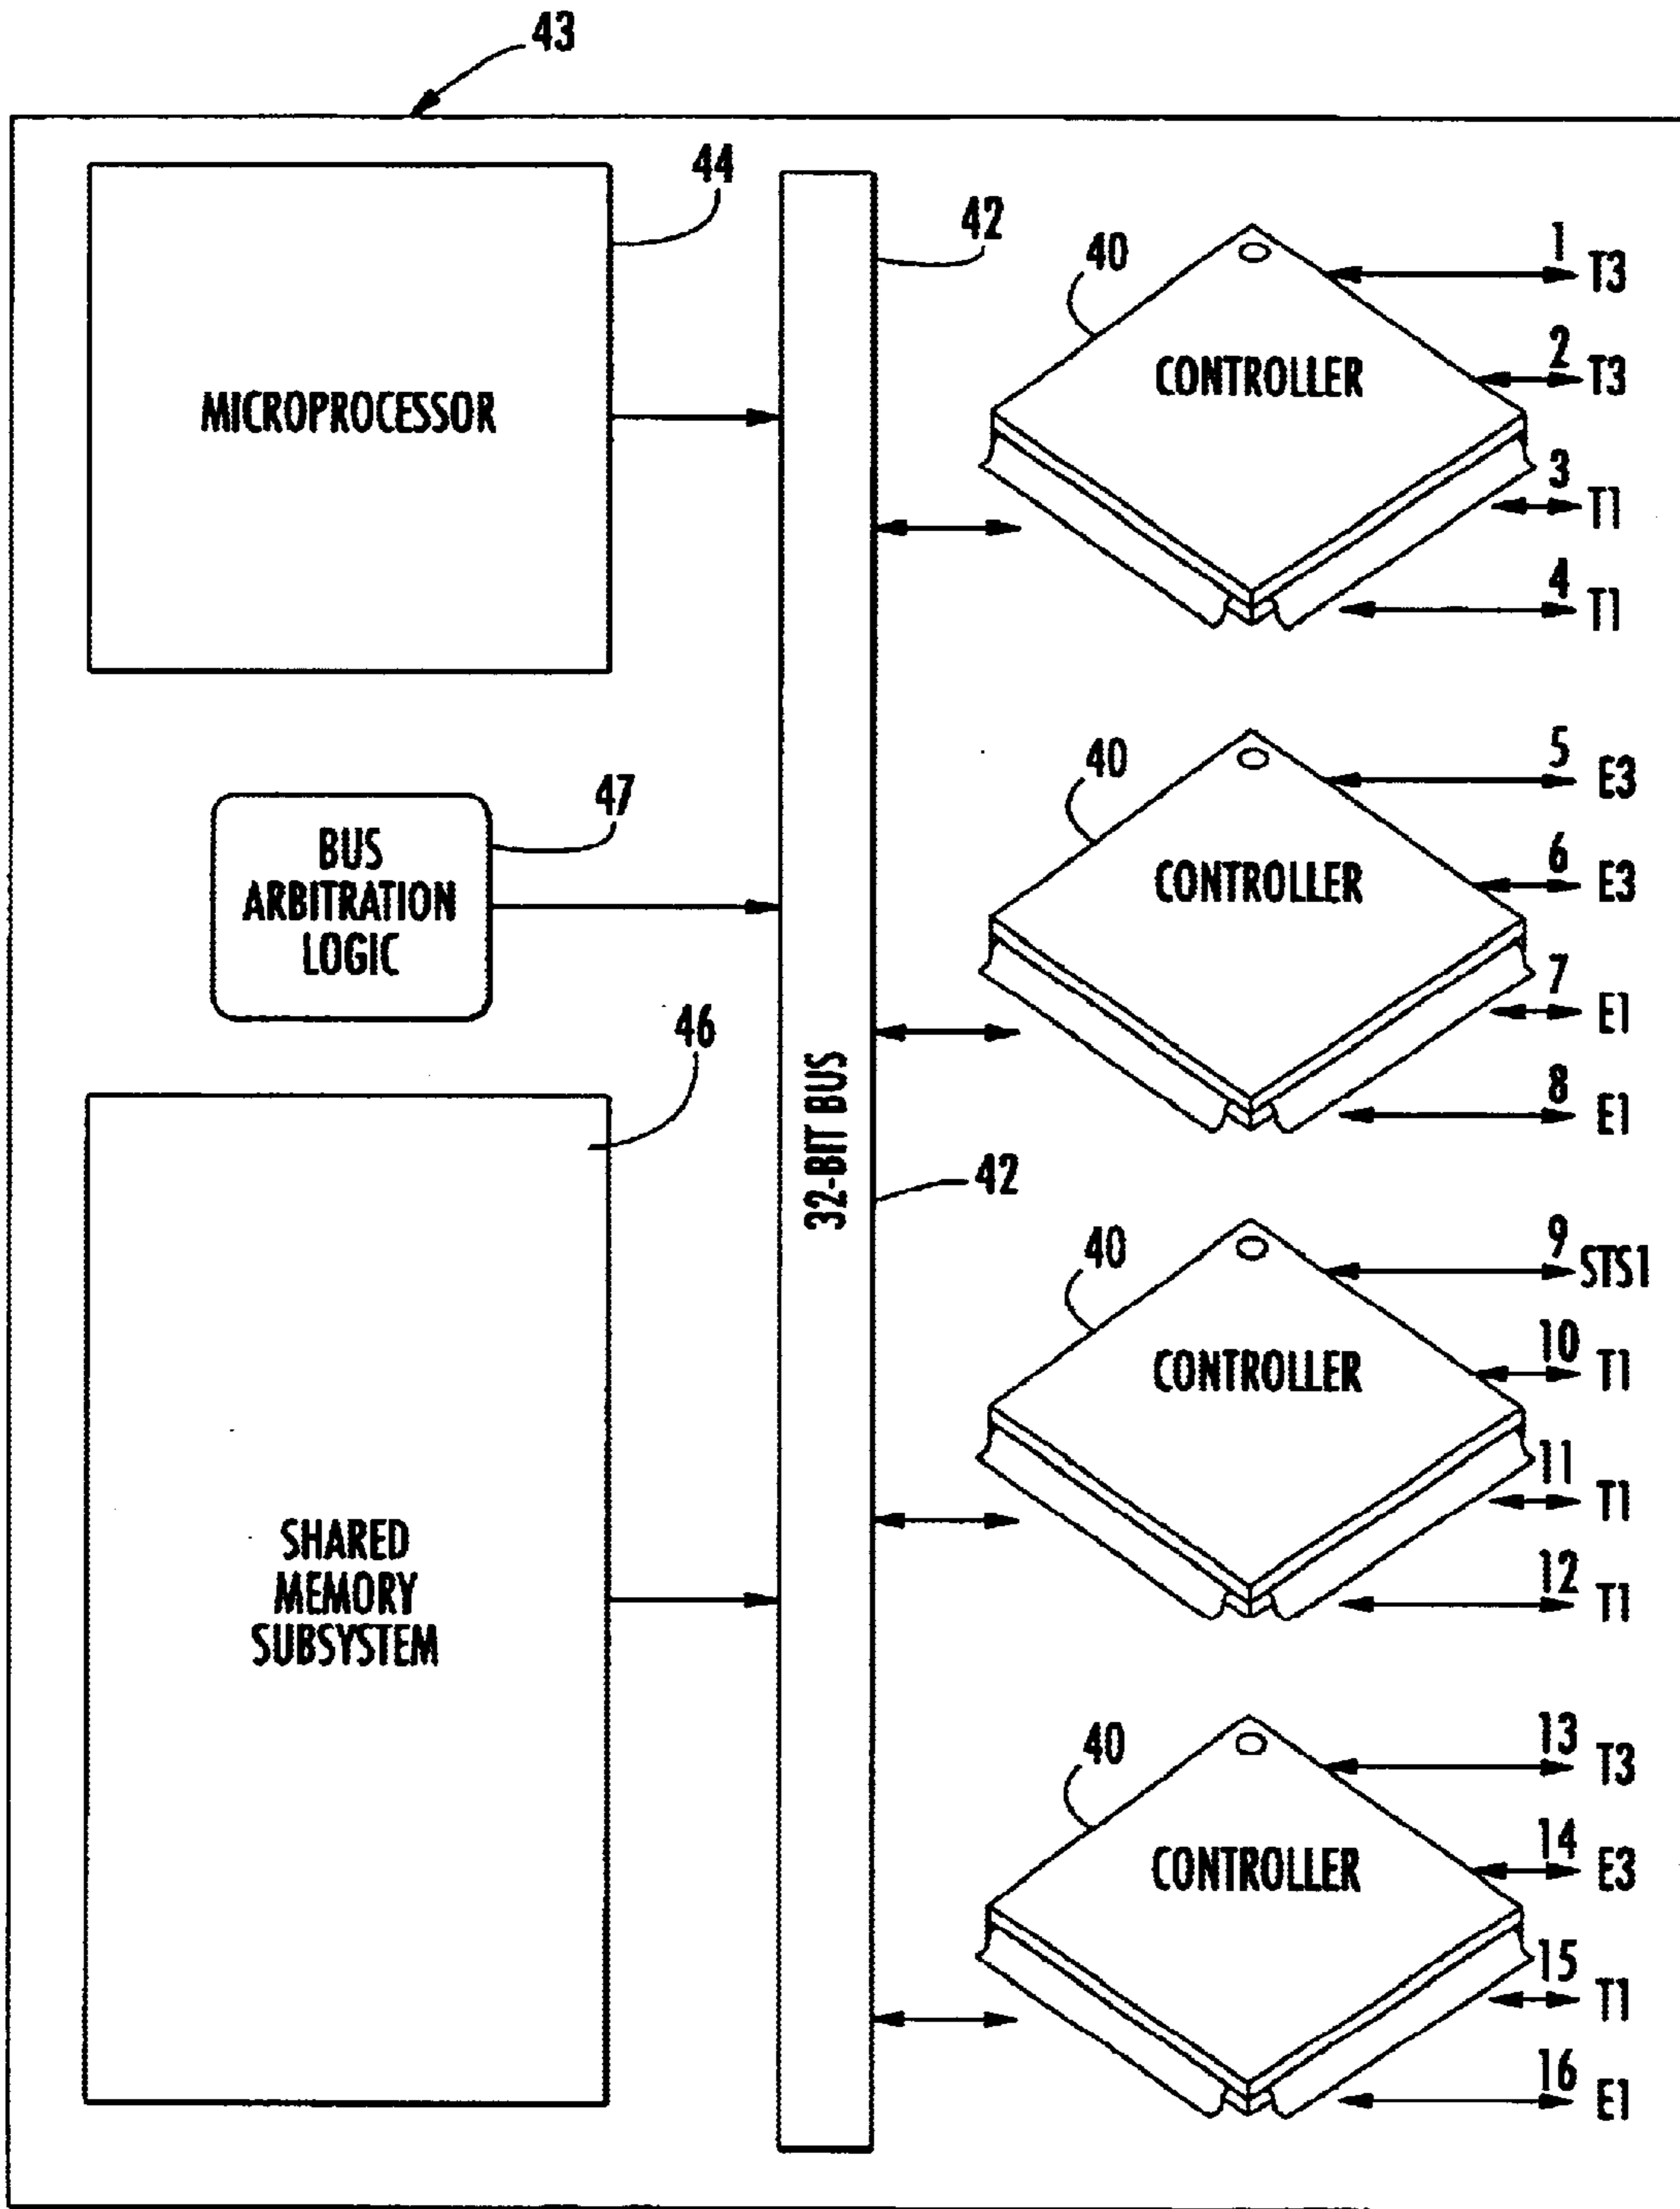 43
44
MICROPROCESSOR
47
BUS
ARBITRATION
LOGIC
46
SHARED
MEMORY
SUBSYSTEM
42
32-BIT BUS
42
40
CONTROLLER
1 T3
2 T3
3 T1
4 T1
40
CONTROLLER
5 E3
6 E3
7 E1
8 E1
40
CONTROLLER
9 STS1
10 T1
11 T1
12 T1
40
CONTROLLER
13 T3
14 E3
15 T1
16 E1